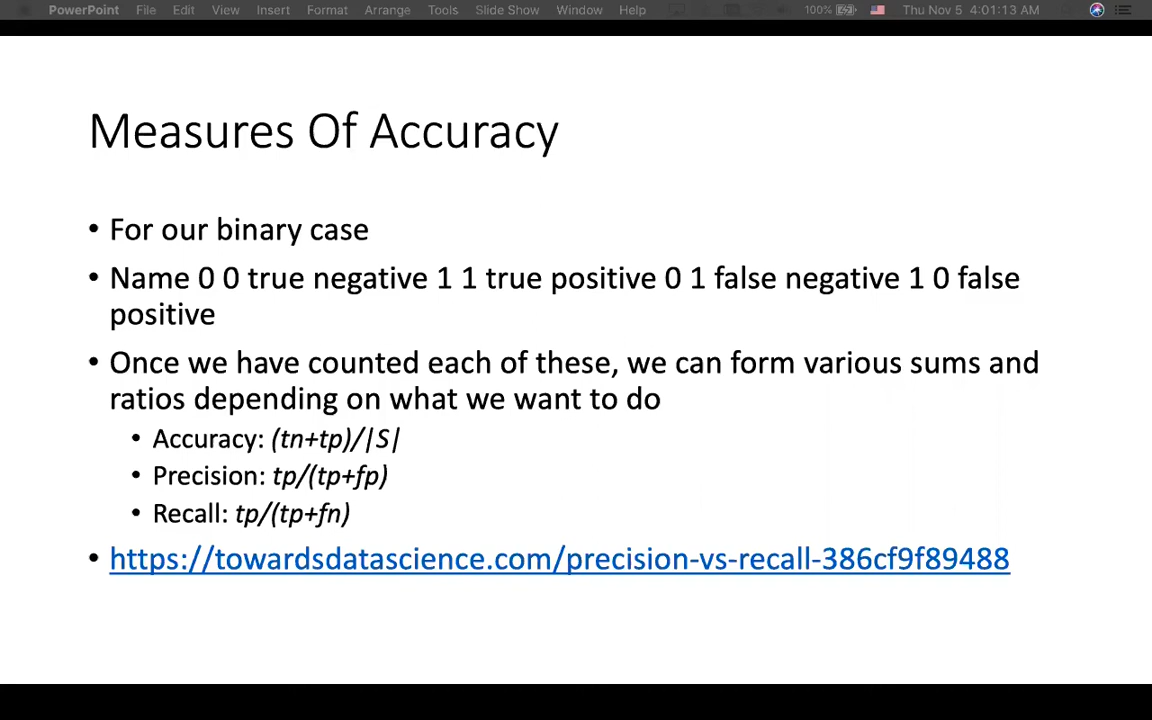 PowerPoint File Edit View Insert Format Arrange Tools Slide Show Window Help 100% Thu Nov 5 4:01:13 AM
Measures Of Accuracy
• For our binary case
• Name 0 0 true negative 1 1 true positive 0 1 false negative 1 0 false
positive
• Once we have counted each of these, we can form various sums and
ratios depending on what we want to do
• Accuracy: (tn+tp)/|S|
• Precision: tp/(tp+fp)
• Recall: tp/(tp+fn)
• https://towardsdatascience.com/precision-vs-recall-386cf9f89488